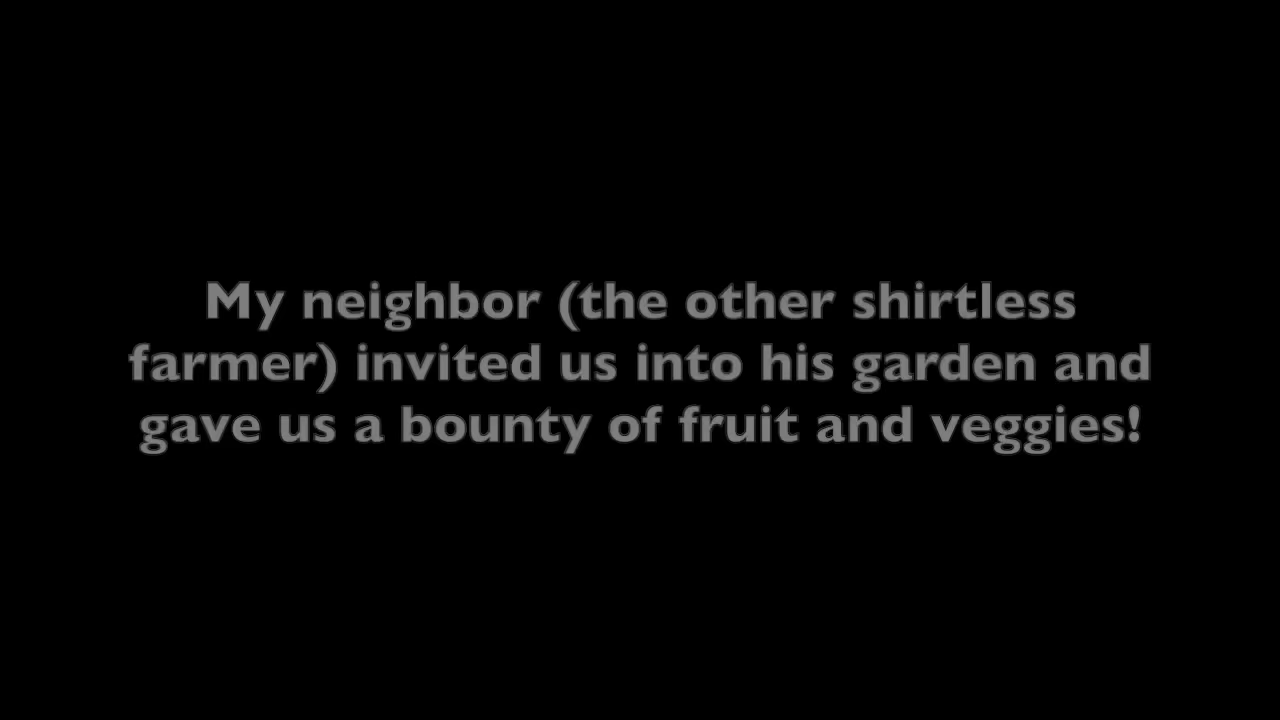 My neighbor (the other shirtless
farmer) invited us into his garden and
gave us a bounty of fruit and veggies!